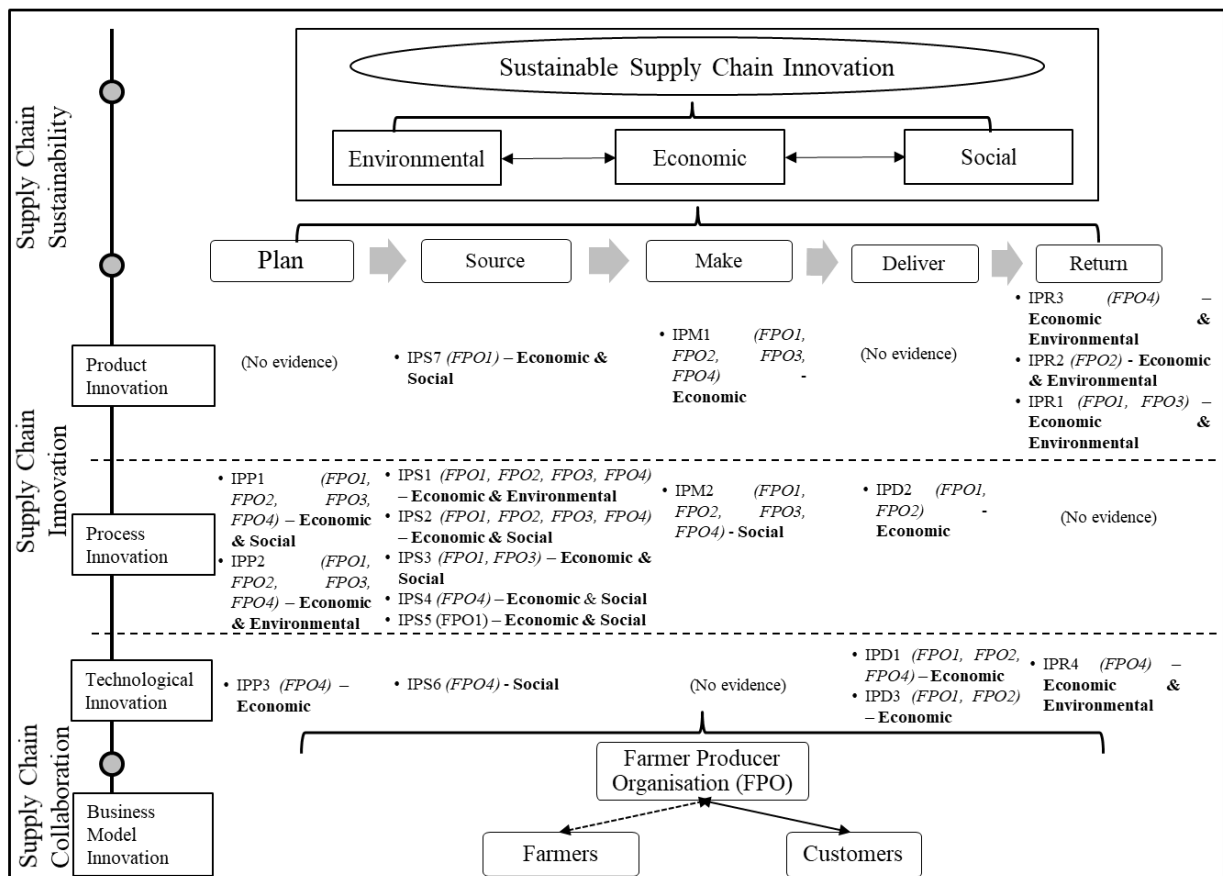 Supply Chain
Sustainability
Sustainable Supply Chain Innovation
Environmental
Economic
Social
Plan
Source
Make
Deliver
Return
Supply Chain
Innovation
Product
Innovation
(No evidence)
• IPS7 (FPO1) – Economic &
Social
• IPM1 (FPO1,
FPO2, FPO3,
FPO4) -
Economic
(No evidence)
• IPR3 (FPO4) –
Economic &
Environmental
• IPR2 (FPO2) - Economic
& Environmental
• IPR1 (FPO1, FPO3) –
Economic &
Environmental
Process
Innovation
• IPP1 (FPO1,
FPO2, FPO3,
FPO4) – Economic
& Social
• IPP2 (FPO1,
FPO2, FPO3,
FPO4) – Economic
& Environmental
• IPS1 (FPO1, FPO2, FPO3, FPO4)
– Economic & Environmental
• IPS2 (FPO1, FPO2, FPO3, FPO4)
– Economic & Social
• IPS3 (FPO1, FPO3) – Economic &
Social
• IPS4 (FPO4) – Economic & Social
• IPS5 (FPO1) – Economic & Social
• IPM2 (FPO1,
FPO2, FPO3,
FPO4) - Social
• IPD2 (FPO1,
FPO2) -
Economic
(No evidence)
Technological
Innovation
• IPP3 (FPO4) –
Economic
• IPS6 (FPO4) - Social
(No evidence)
• IPD1 (FPO1, FPO2,
FPO4) – Economic
• IPD3 (FPO1, FPO2)
– Economic
• IPR4 (FPO4) –
Economic &
Environmental
Supply Chain
Collaboration
Business
Model
Innovation
Farmer Producer
Organisation (FPO)
Farmers
Customers